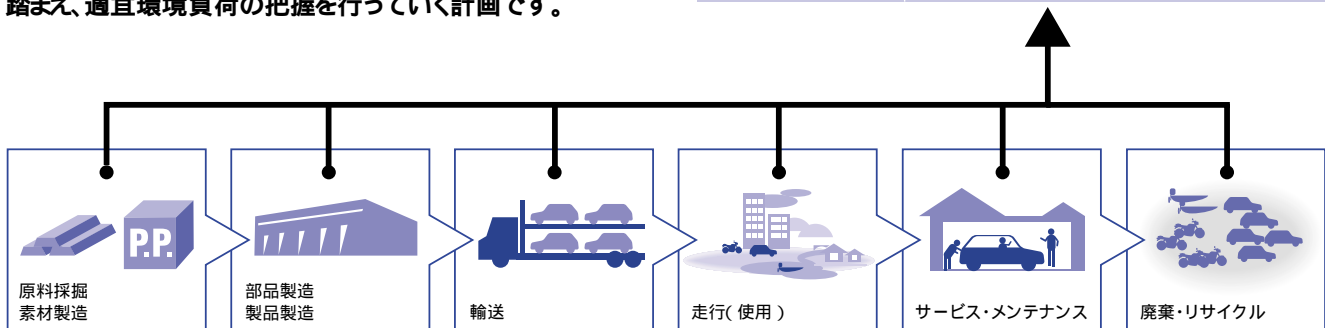 踏まえ、適宜環境負荷の把握を行っていく計画です。
P.P.
原料採掘
素材製造
部品製造
製品製造
輸送
走行(使用)
サービス・メンテナンス
廃棄・リサイクル